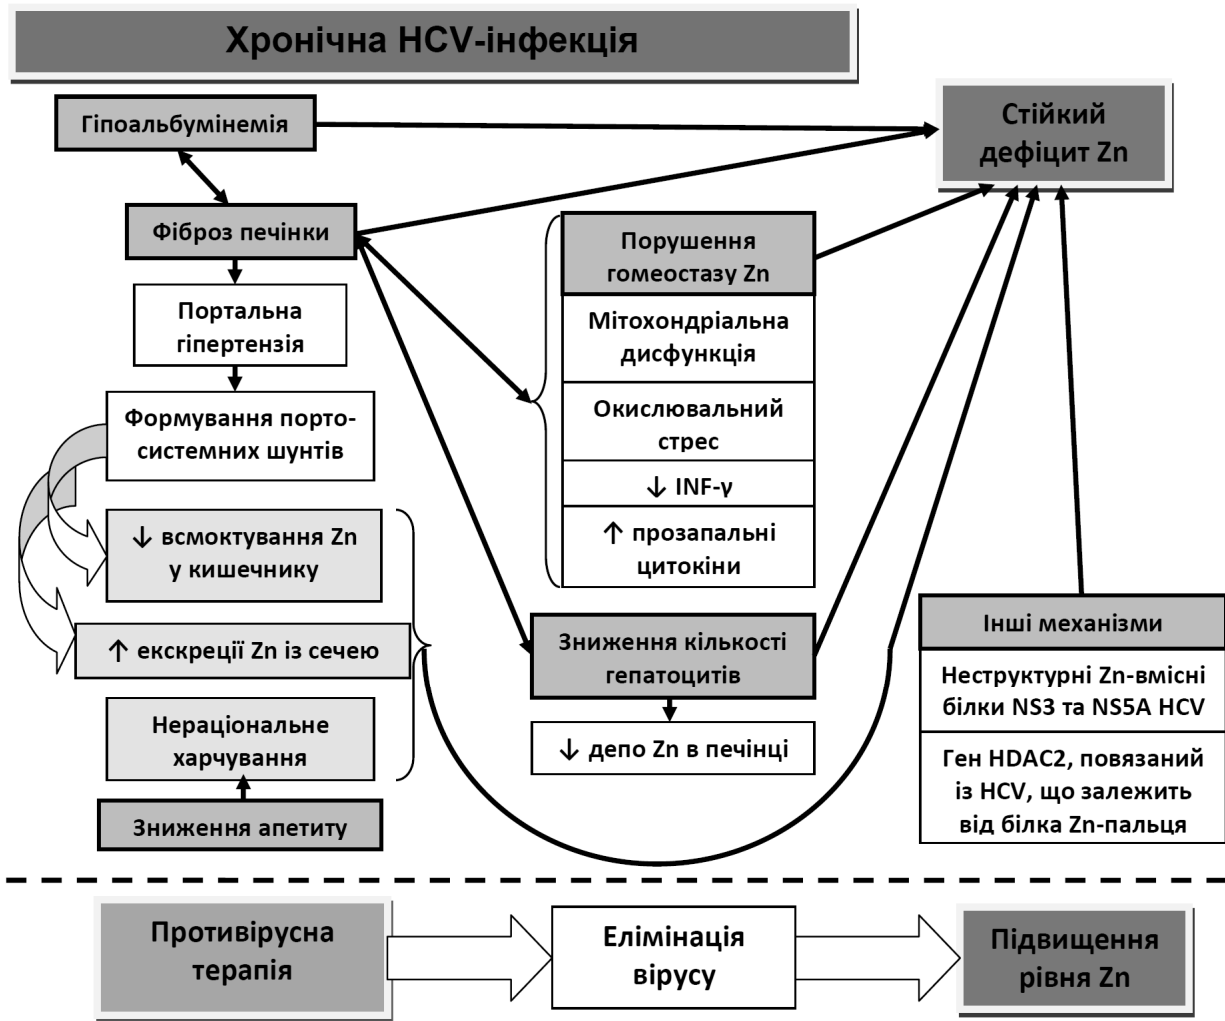 Хронічна HCV-інфекція
Гіпоальбумінемія
Стійкий
дефіцит Zn
Фіброз печінки
Портальна
гіпертензія
Формування порто-
системних шунтів
↓ всмоктування Zn
у кишечнику
↑ екскреції Zn із сечею
Нераціональне
харчування
Зниження апетиту
Порушення
гомеостазу Zn
Мітохондріальна
дисфункція
Окислювальний
стрес
↓ INF-γ
↑ прозапальні
цитокіни
Зниження кількості
гепатоцитів
↓ депо Zn в печінці
Інші механізми
Неструктурні Zn-вмісні
білки NS3 та NS5A HCV
Ген HDAC2, повязаний
із HCV, що залежить
від білка Zn-пальця
Противірусна
терапія
Елімінація
вірусу
Підвищення
рівня Zn